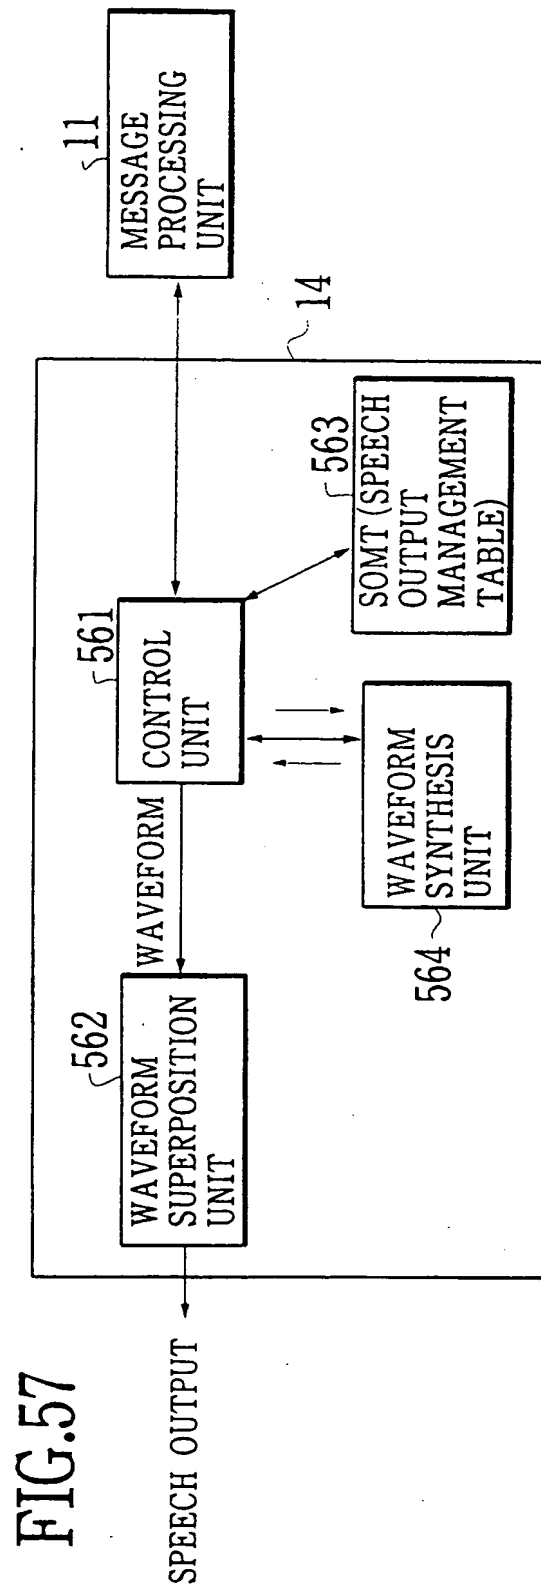 FIG.57
SPEECH OUTPUT
562
WAVEFORM
SUPERPOSITION
UNIT
WAVEFORM
561
CONTROL
UNIT
11
MESSAGE
PROCESSING
UNIT
14
564
WAVEFORM
SYNTHESIS
UNIT
563
SOMT (SPEECH
OUTPUT
MANAGEMENT
TABLE)